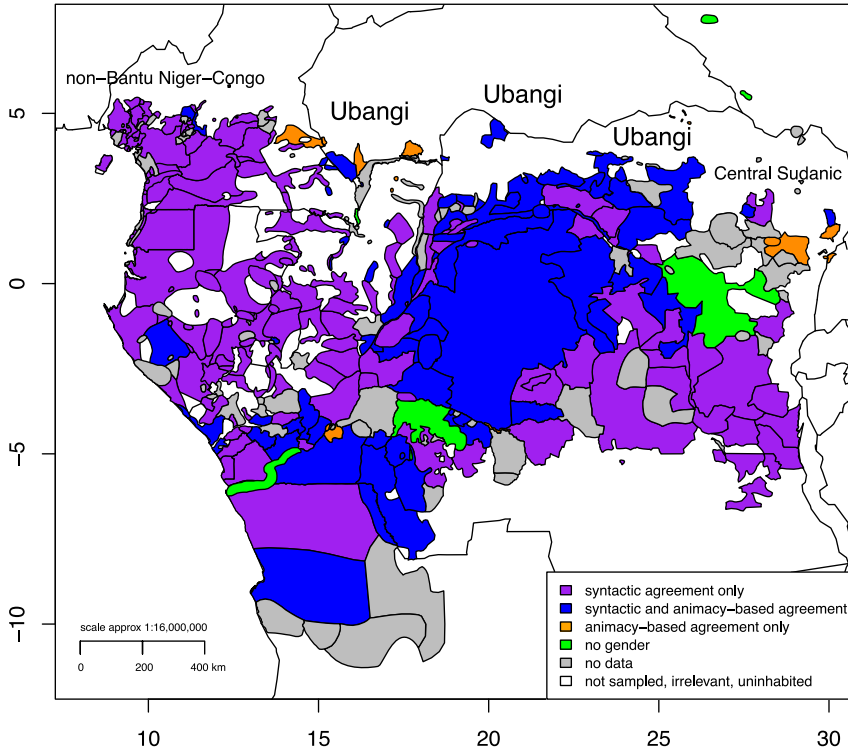 non−Bantu Niger−Congo
Ubangi
Ubangi
Ubangi
Central Sudanic
5
0
−5
−10
scale approx 1:16,000,000
0 200 400 km
syntactic agreement only
syntactic and animacy−based agreement
animacy−based agreement only
no gender
no data
not sampled, irrelevant, uninhabited
10 15 20 25 30